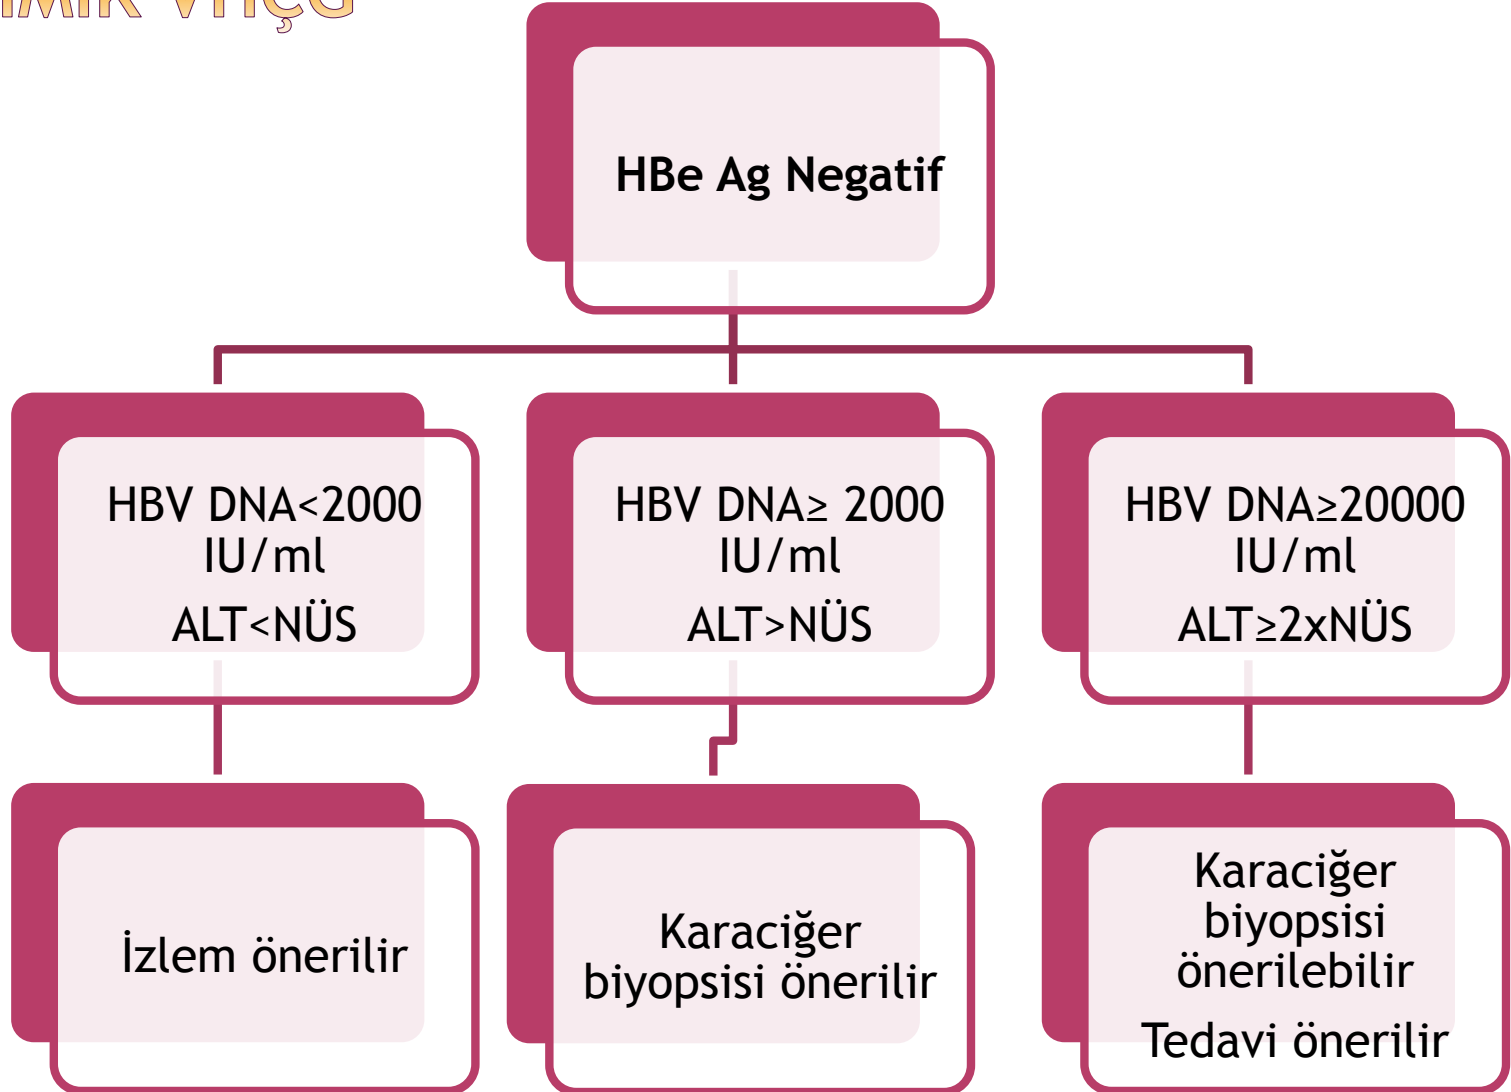 VHÇG
HBe Ag Negatif
HBV DNA<2000
IU/ml
ALT<NÜS
HBV DNA≥ 2000
IU/ml
ALT>NÜS
HBV DNA≥20000
IU/ml
ALT≥2xNÜS
İzlem önerilir
Karaciğer
biyopsisi önerilir
Karaciğer
biyopsisi
önerilebilir
Tedavi önerilir